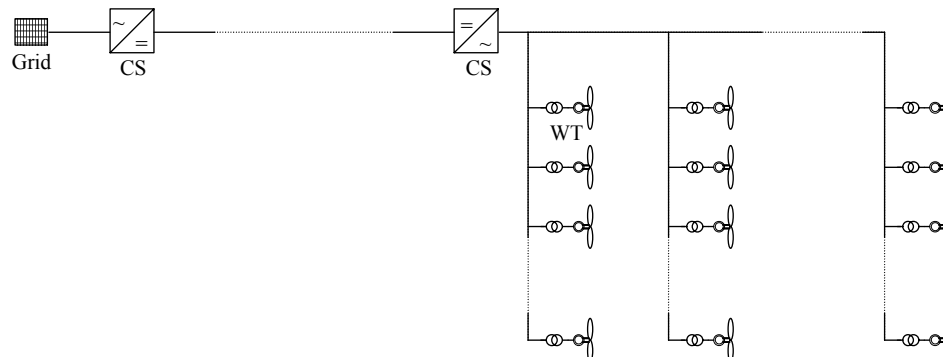 ~
=
=
~
Grid
CS
CS
WT